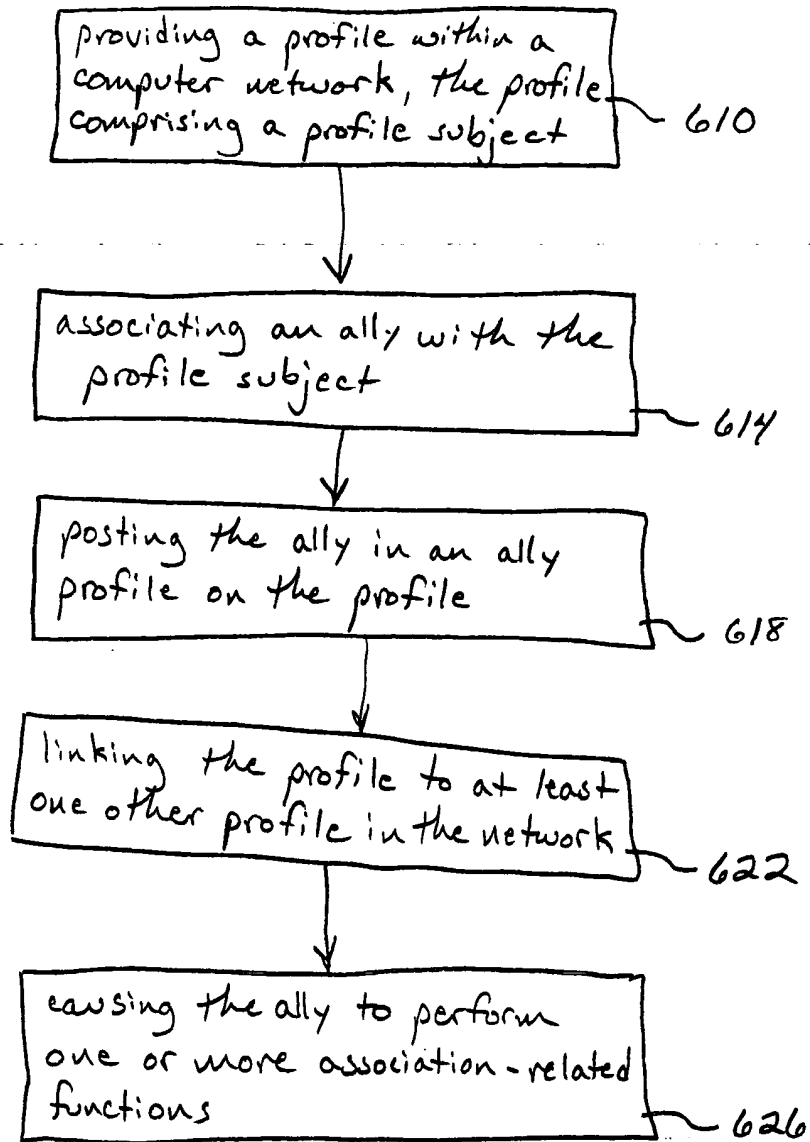 providing a profile within a
computer network, the profile
comprising a profile subject
610
associating an ally with the
profile subject
614
posting the ally in an ally
profile on the profile
618
linking the profile to at least
one other profile in the network
622
causing the ally to perform
one or more association-related
functions
626